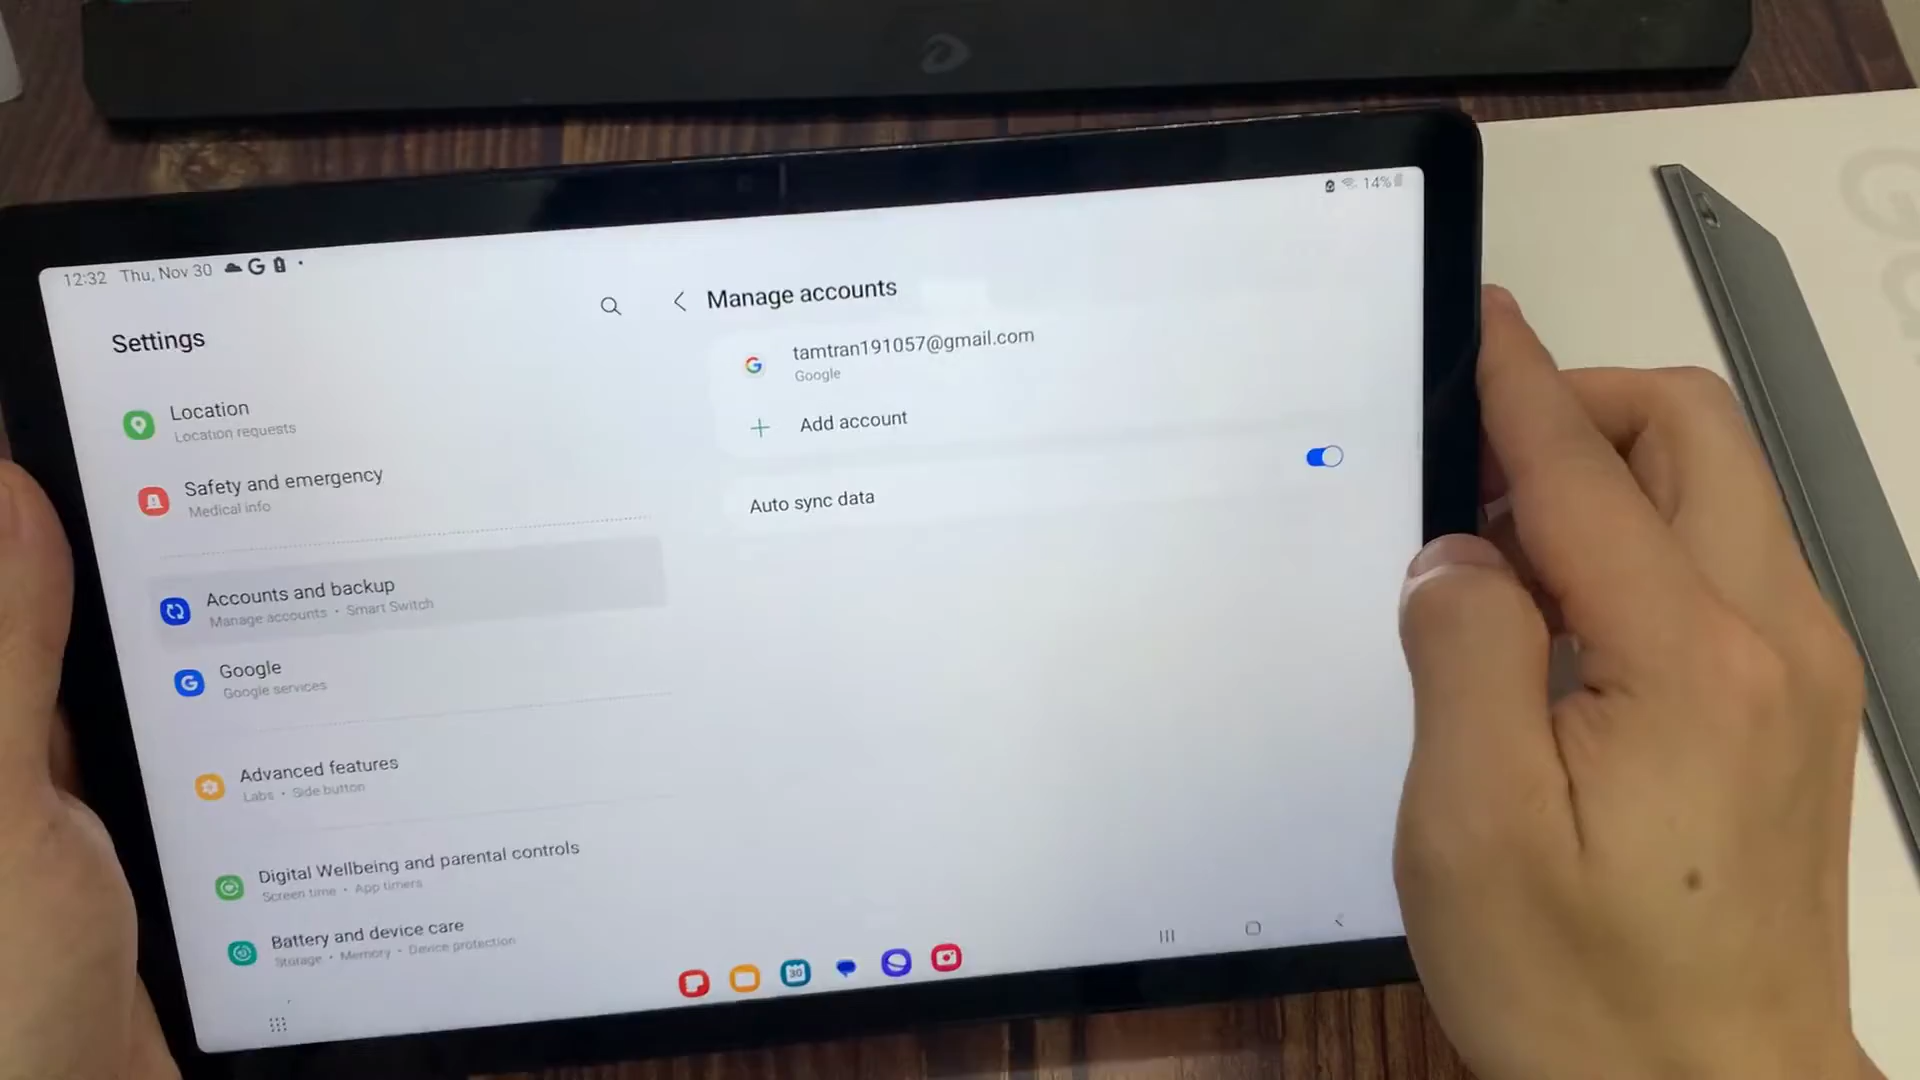 12:32 Thu, Nov 30
14%
Settings
Location
Location requests
Safety and emergency
Medical info
Accounts and backup
Manage accounts • Smart Switch
Google
Google services
Advanced features
Labs • Side button
Digital Wellbeing and parental controls
Screen time • App timers
Battery and device care
Storage • Memory • Device protection
Manage accounts
tamtran191057@gmail.com
Google
Add account
Auto sync data
30